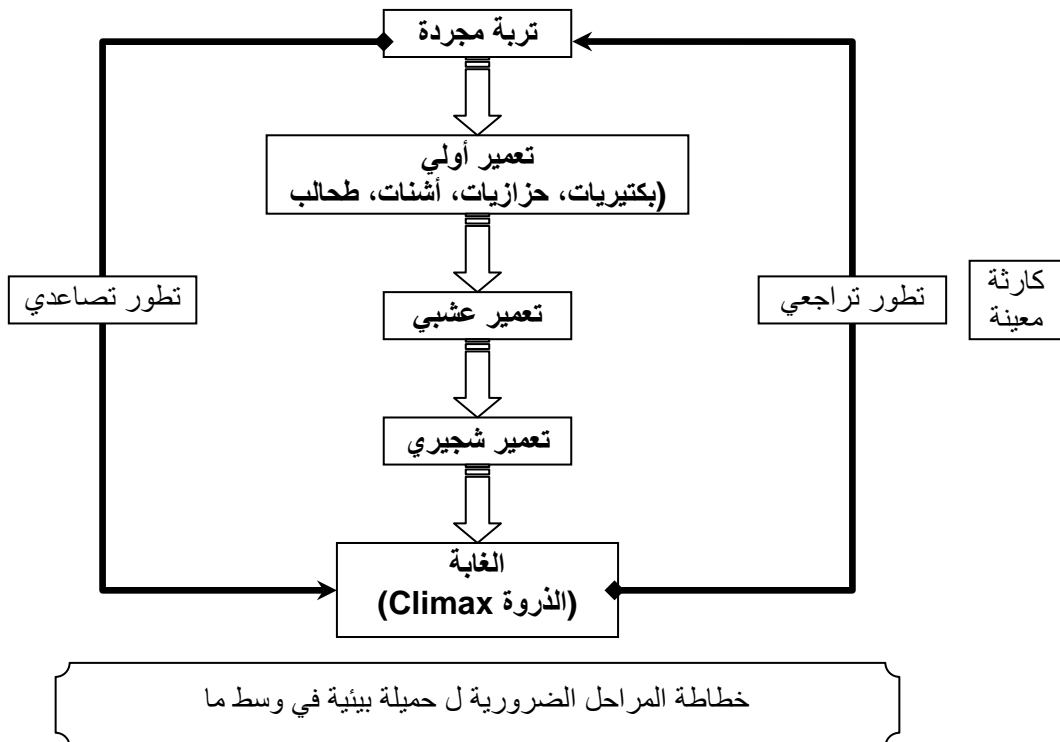 تربة مجردة
تعمير أولي
(بكتيريات، حزازيات، أشنات، طحالب
تطور تصاعدي
تعمير عشبي
تطور تراجعي
كارثة
معينة
تعمير شجيري
الغابة
(الذروة Climax)
خطاطة المراحل الضرورية ل حميلة بيئية في وسط ما